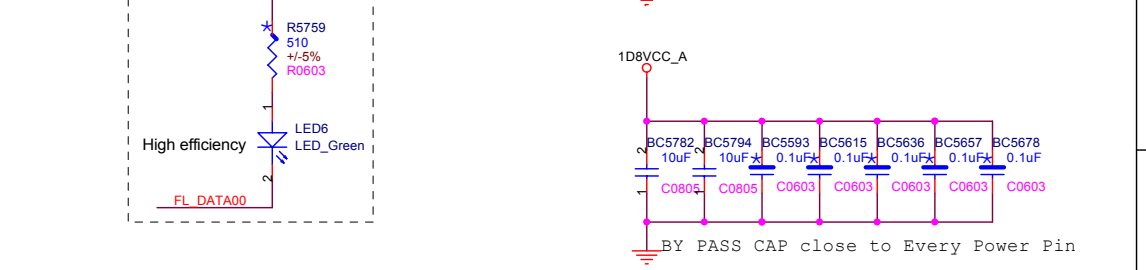 R5759
510
+/-5%
R0603
1
LED6
LED_Green
High efficiency
2
FL_DATA00
1D8VCC_A
BC5782 BC5794 BC5593 BC5615 BC5636 BC5657 BC5678
2 2
10uF 10uF 0.1uF 0.1uF 0.1uF 0.1uF 0.1uF
C0805 C0805 C0603 C0603 C0603 C0603 C0603
1 1
BY PASS CAP close to Every Power Pin